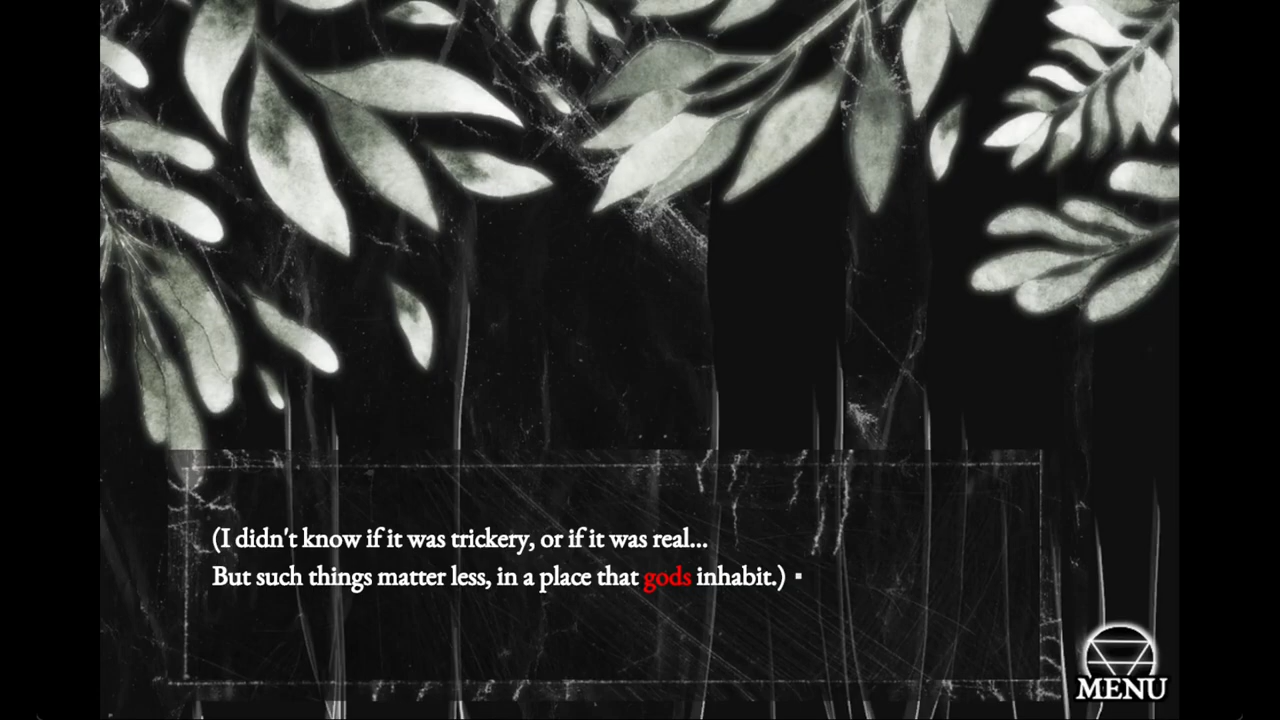 (I didn't know if it was trickery, or if it was real...
But such things matter less, in a place that gods inhabit.)
MENU